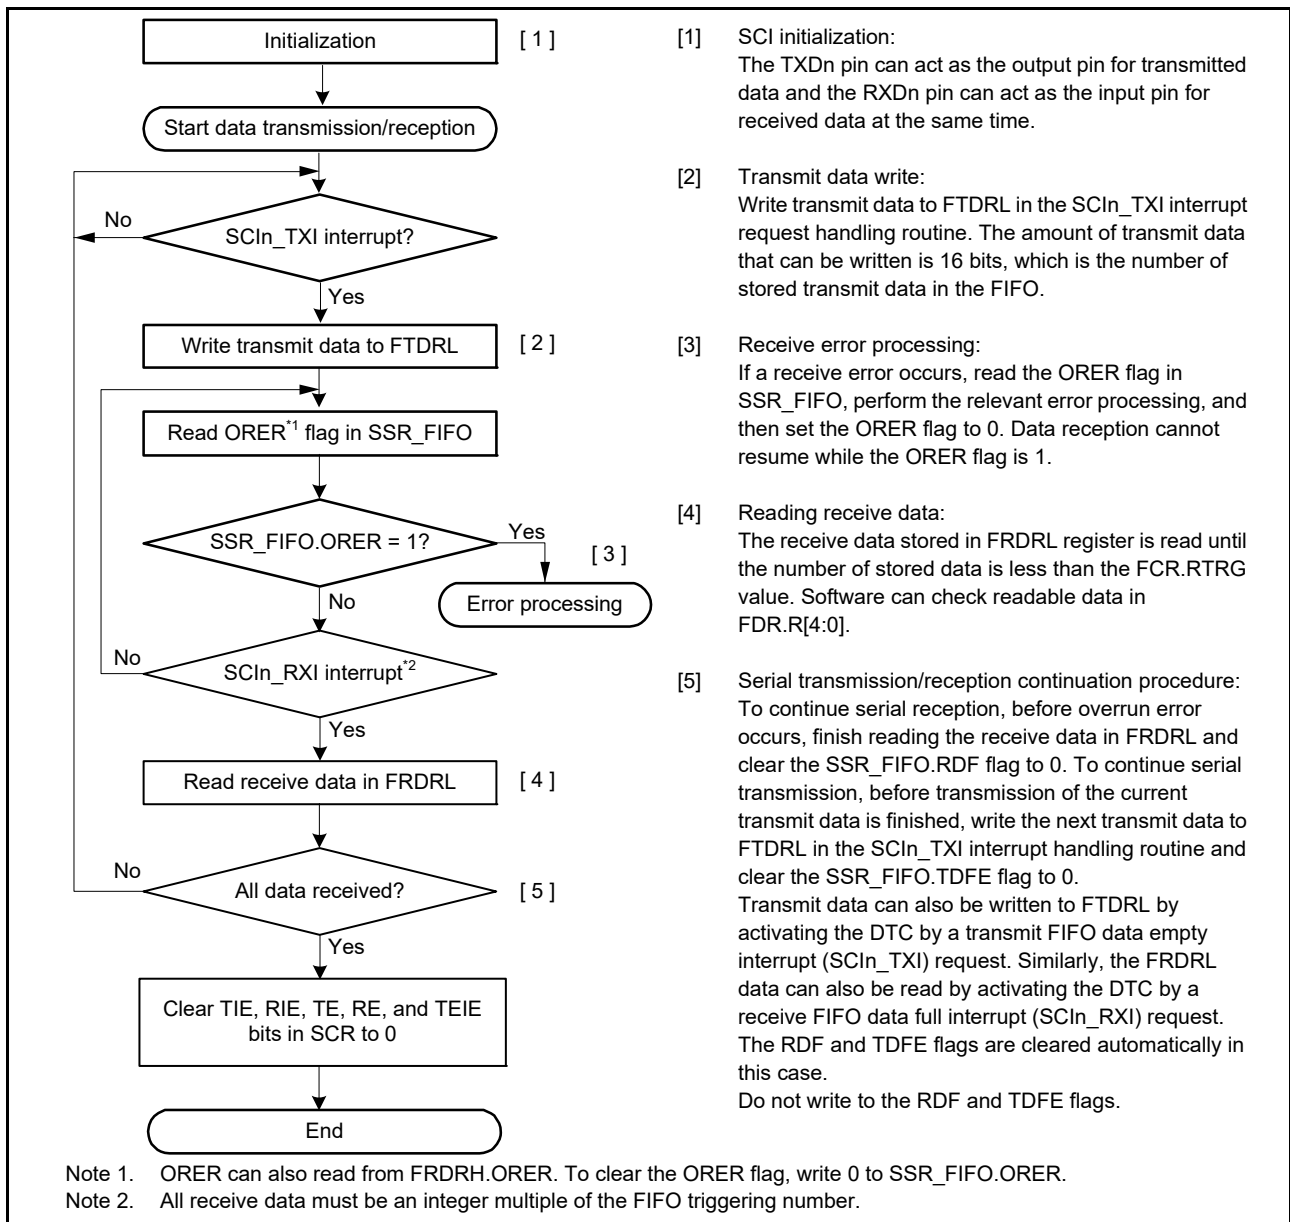 Initialization
[ 1 ]
Start data transmission/reception
No
SCIn_TXI interrupt?
Yes
Write transmit data to FTDRL
[ 2 ]
Read ORER*1 flag in SSR_FIFO
SSR_FIFO.ORER = 1?
Yes
[ 3 ]
Error processing
No
No
SCIn_RXI interrupt*2
Yes
Read receive data in FRDRL
[ 4 ]
No
All data received?
[ 5 ]
Yes
Clear TIE, RIE, TE, RE, and TEIE
bits in SCR to 0
End
[1] SCI initialization:
The TXDn pin can act as the output pin for transmitted
data and the RXDn pin can act as the input pin for
received data at the same time.
[2] Transmit data write:
Write transmit data to FTDRL in the SCIn_TXI interrupt
request handling routine. The amount of transmit data
that can be written is 16 bits, which is the number of
stored transmit data in the FIFO.
[3] Receive error processing:
If a receive error occurs, read the ORER flag in
SSR_FIFO, perform the relevant error processing, and
then set the ORER flag to 0. Data reception cannot
resume while the ORER flag is 1.
[4] Reading receive data:
The receive data stored in FRDRL register is read until
the number of stored data is less than the FCR.RTRG
value. Software can check readable data in
FDR.R[4:0].
[5] Serial transmission/reception continuation procedure:
To continue serial reception, before overrun error
occurs, finish reading the receive data in FRDRL and
clear the SSR_FIFO.RDF flag to 0. To continue serial
transmission, before transmission of the current
transmit data is finished, write the next transmit data to
FTDRL in the SCIn_TXI interrupt handling routine and
clear the SSR_FIFO.TDFE flag to 0.
Transmit data can also be written to FTDRL by
activating the DTC by a transmit FIFO data empty
interrupt (SCIn_TXI) request. Similarly, the FRDRL
data can also be read by activating the DTC by a
receive FIFO data full interrupt (SCIn_RXI) request.
The RDF and TDFE flags are cleared automatically in
this case.
Do not write to the RDF and TDFE flags.
Note 1. ORER can also read from FRDRH.ORER. To clear the ORER flag, write 0 to SSR_FIFO.ORER.
Note 2. All receive data must be an integer multiple of the FIFO triggering number.